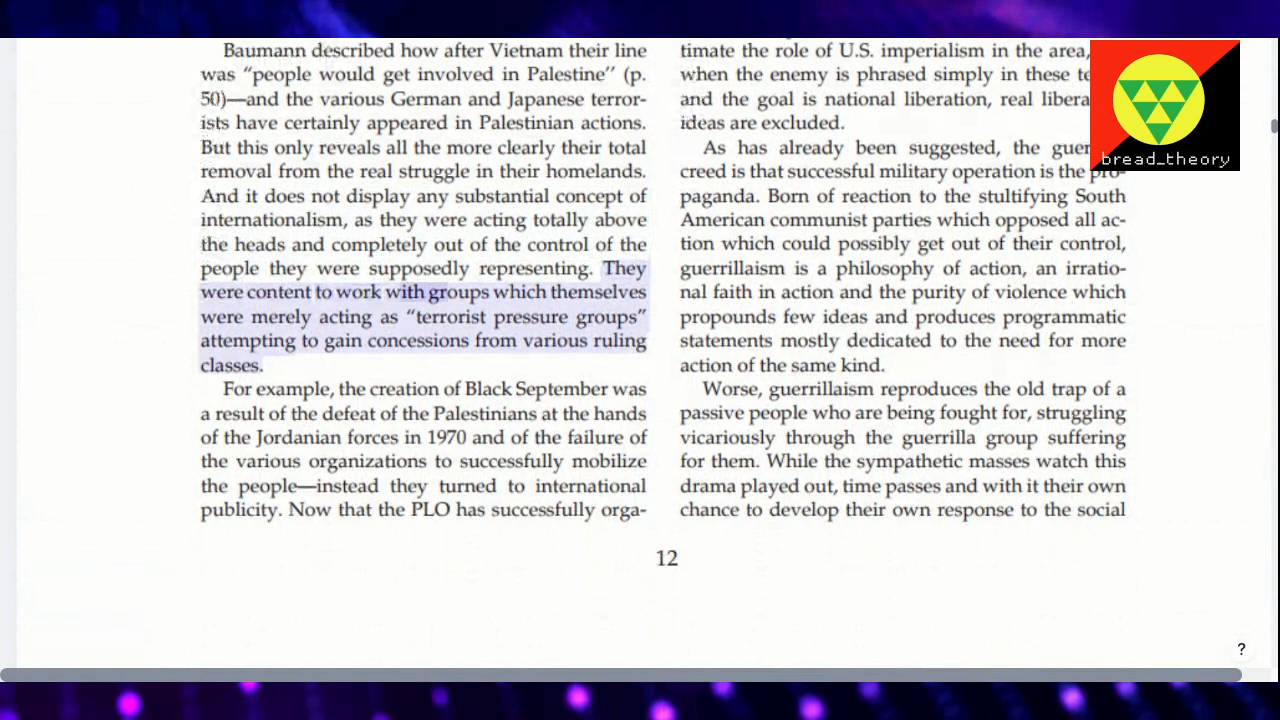 Baumann described how after Vietnam their line
was “people would get involved in Palestine’’ (p.
50)—and the various German and Japanese terror-
ists have certainly appeared in Palestinian actions.
But this only reveals all the more clearly their total
removal from the real struggle in their homelands.
And it does not display any substantial concept of
internationalism, as they were acting totally above
the heads and completely out of the control of the
people they were supposedly representing. They
were content to work with groups which themselves
were merely acting as “terrorist pressure groups”
attempting to gain concessions from various ruling
classes.
For example, the creation of Black September was
a result of the defeat of the Palestinians at the hands
of the Jordanian forces in 1970 and of the failure of
the various organizations to successfully mobilize
the people—instead they turned to international
publicity. Now that the PLO has successfully orga-
timate the role of U.S. imperialism in the area,
when the enemy is phrased simply in these te
and the goal is national liberation, real libera
ideas are excluded.
As has already been suggested, the guer
creed is that successful military operation is the pro-
paganda. Born of reaction to the stultifying South
American communist parties which opposed all ac-
tion which could possibly get out of their control,
guerrillaism is a philosophy of action, an irratio-
nal faith in action and the purity of violence which
propounds few ideas and produces programmatic
statements mostly dedicated to the need for more
action of the same kind.
Worse, guerrillaism reproduces the old trap of a
passive people who are being fought for, struggling
vicariously through the guerrilla group suffering
for them. While the sympathetic masses watch this
drama played out, time passes and with it their own
chance to develop their own response to the social
12
bread_theory
?